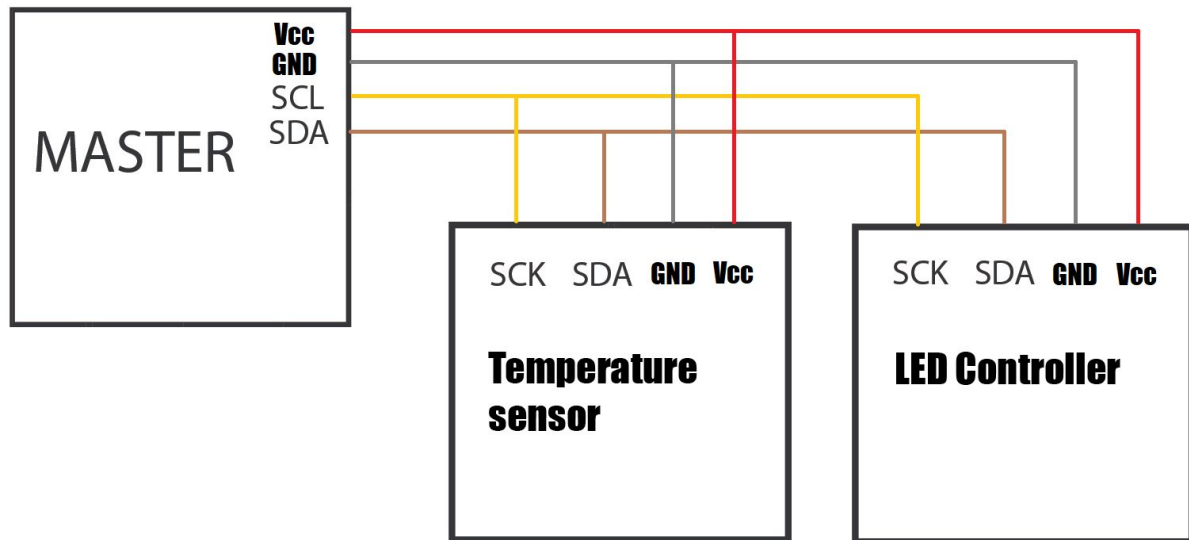 Vcc
GND
SCL
SDA
MASTER
SCK SDA GND Vcc
Temperature
sensor
SCK SDA GND Vcc
LED Controller